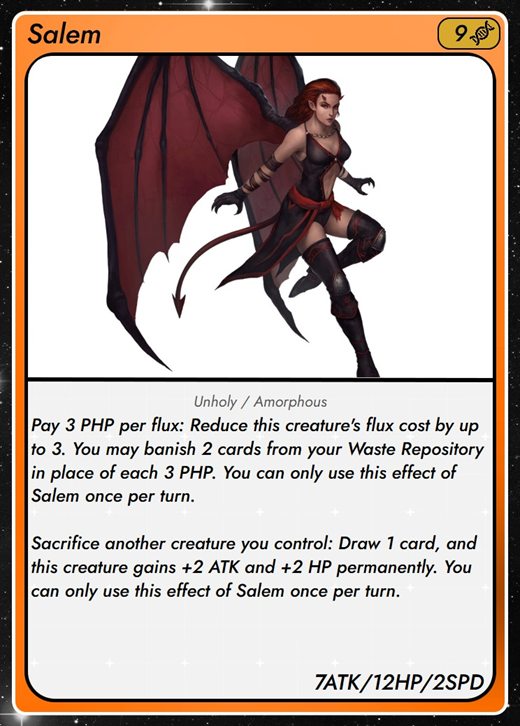 Salem
9
Unholy / Amorphous
Pay 3 PHP per flux: Reduce this creature's flux cost by up
to 3. You may banish 2 cards from your Waste Repository
in place of each 3 PHP. You can only use this effect of
Salem once per turn.
Sacrifice another creature you control: Draw 1 card, and
this creature gains +2 ATK and +2 HP permanently. You
can only use this effect of Salem once per turn.
7ATK/12HP/2SPD